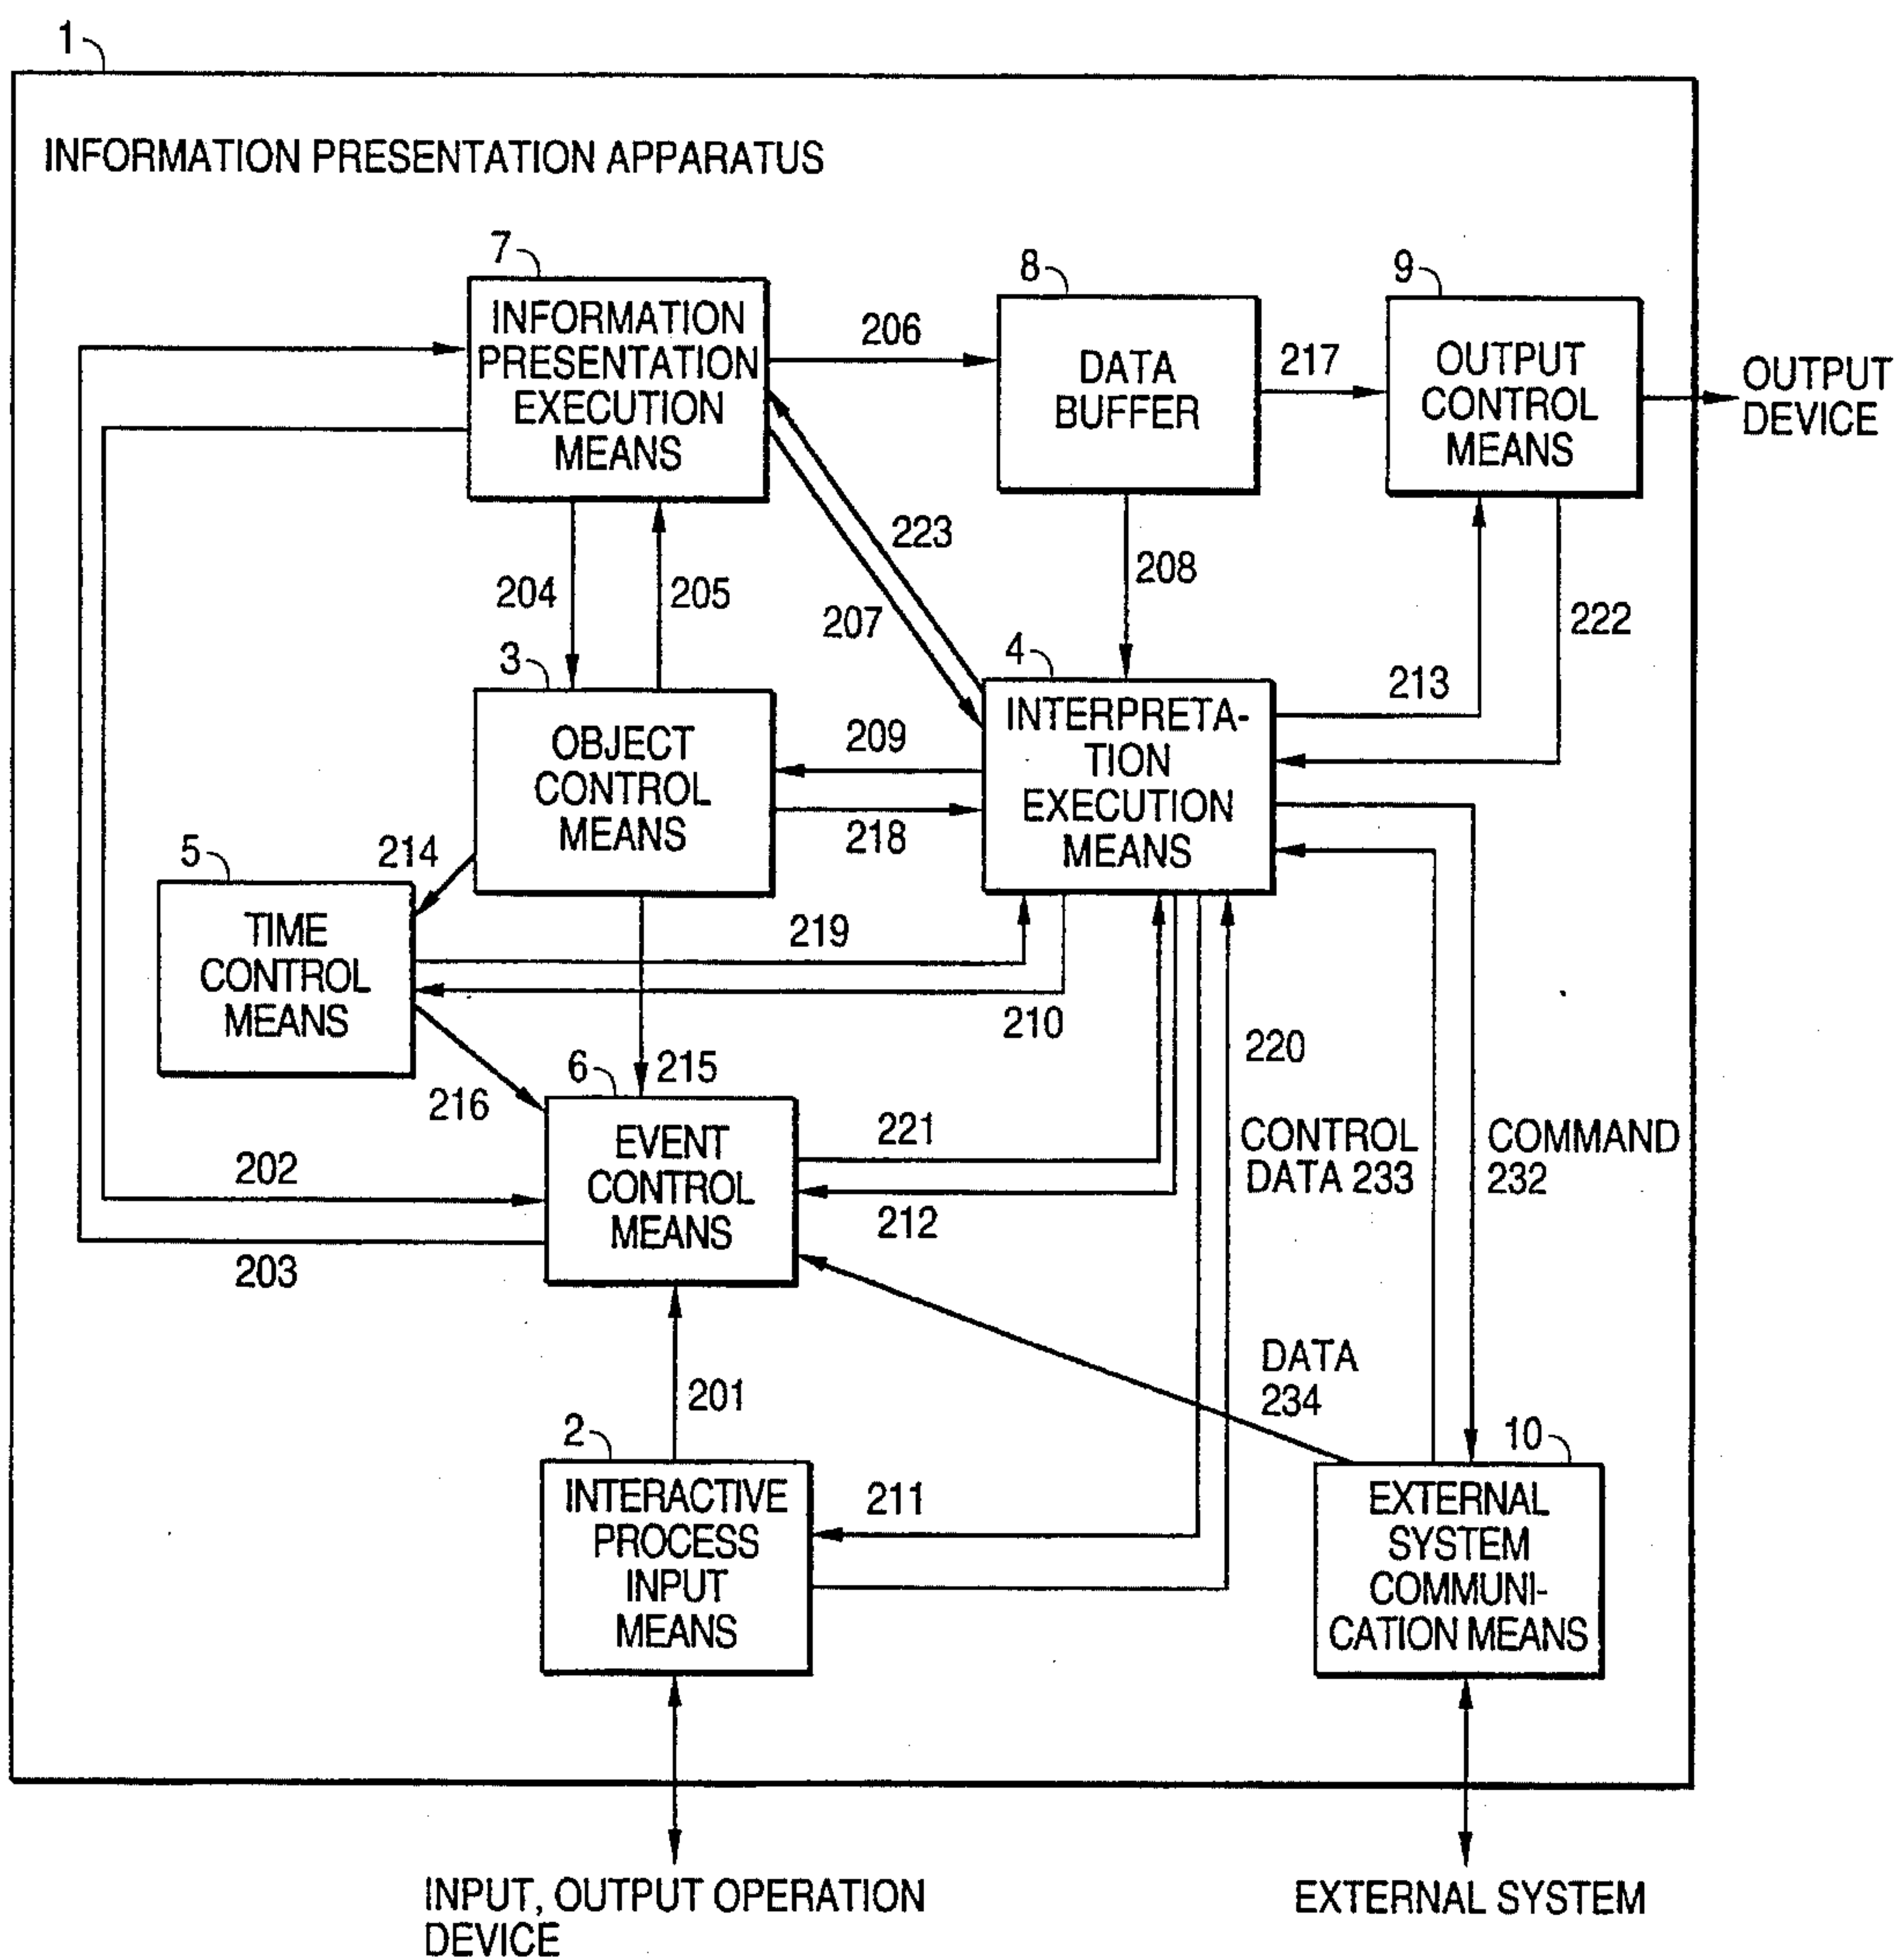 1
INFORMATION PRESENTATION APPARATUS
7
INFORMATION
PRESENTATION
EXECUTION
MEANS
206
8
DATA
BUFFER
217
9
OUTPUT
CONTROL
MEANS
OUTPUT
DEVICE
204
205
223
207
208
213
222
3
OBJECT
CONTROL
MEANS
209
218
4
INTERPRETA-
TION
EXECUTION
MEANS
5
TIME
CONTROL
MEANS
214
219
210
216
215
220
6
EVENT
CONTROL
MEANS
221
212
202
203
CONTROL
DATA 233
COMMAND
232
201
DATA
234
2
INTERACTIVE
PROCESS
INPUT
MEANS
211
10
EXTERNAL
SYSTEM
COMMUNI-
CATION MEANS
INPUT, OUTPUT OPERATION
DEVICE
EXTERNAL SYSTEM